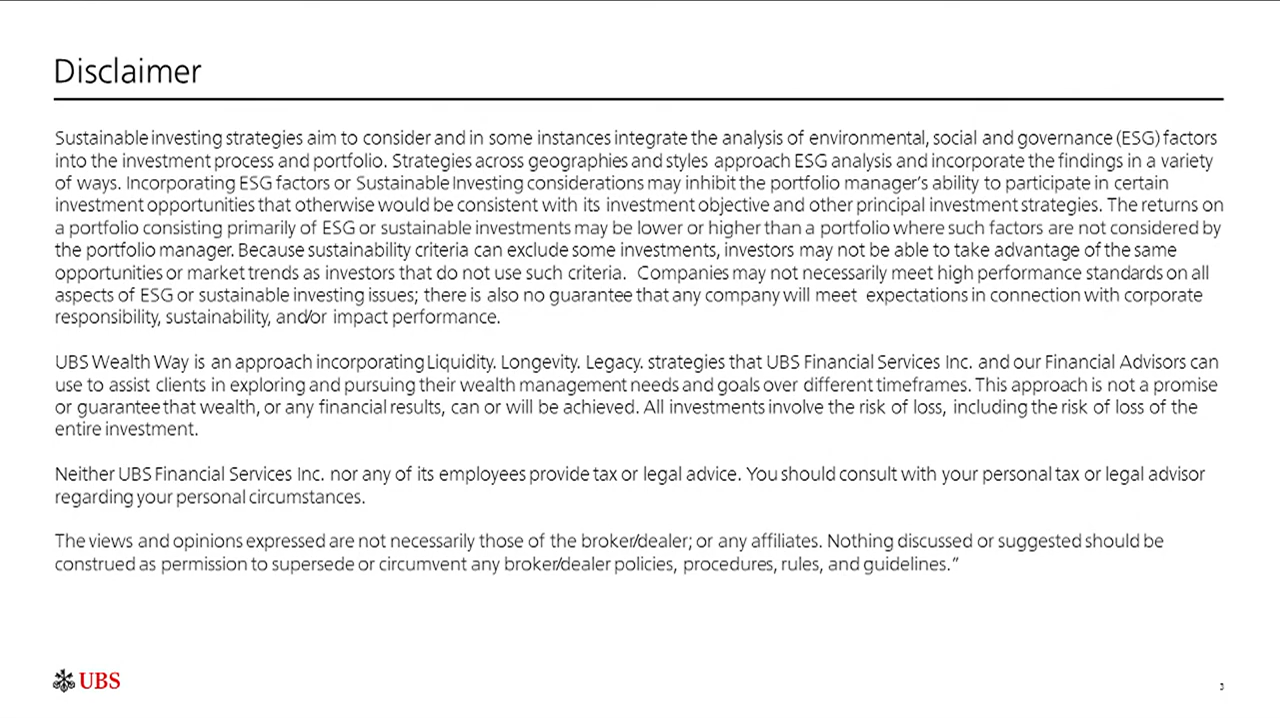 Disclaimer
Sustainable investing strategies aim to consider and in some instances integrate the analysis of environmental, social and governance (ESG) factors
into the investment process and portfolio. Strategies across geographies and styles approach ESG analysis and incorporate the findings in a variety
of ways. Incorporating ESG factors or Sustainable Investing considerations may inhibit the portfolio manager’s ability to participate in certain
investment opportunities that otherwise would be consistent with its investment objective and other principal investment strategies. The returns on
a portfolio consisting primarily of ESG or sustainable investments may be lower or higher than a portfolio where such factors are not considered by
the portfolio manager. Because sustainability criteria can exclude some investments, investors may not be able to take advantage of the same
opportunities or market trends as investors that do not use such criteria. Companies may not necessarily meet high performance standards on all
aspects of ESG or sustainable investing issues; there is also no guarantee that any company will meet expectations in connection with corporate
responsibility, sustainability, and/or impact performance.
UBS Wealth Way is an approach incorporating Liquidity. Longevity. Legacy. strategies that UBS Financial Services Inc. and our Financial Advisors can
use to assist clients in exploring and pursuing their wealth management needs and goals over different timeframes. This approach is not a promise
or guarantee that wealth, or any financial results, can or will be achieved. All investments involve the risk of loss, including the risk of loss of the
entire investment.
Neither UBS Financial Services Inc. nor any of its employees provide tax or legal advice. You should consult with your personal tax or legal advisor
regarding your personal circumstances.
The views and opinions expressed are not necessarily those of the broker/dealer; or any affiliates. Nothing discussed or suggested should be
construed as permission to supersede or circumvent any broker/dealer policies, procedures, rules, and guidelines.”
UBS